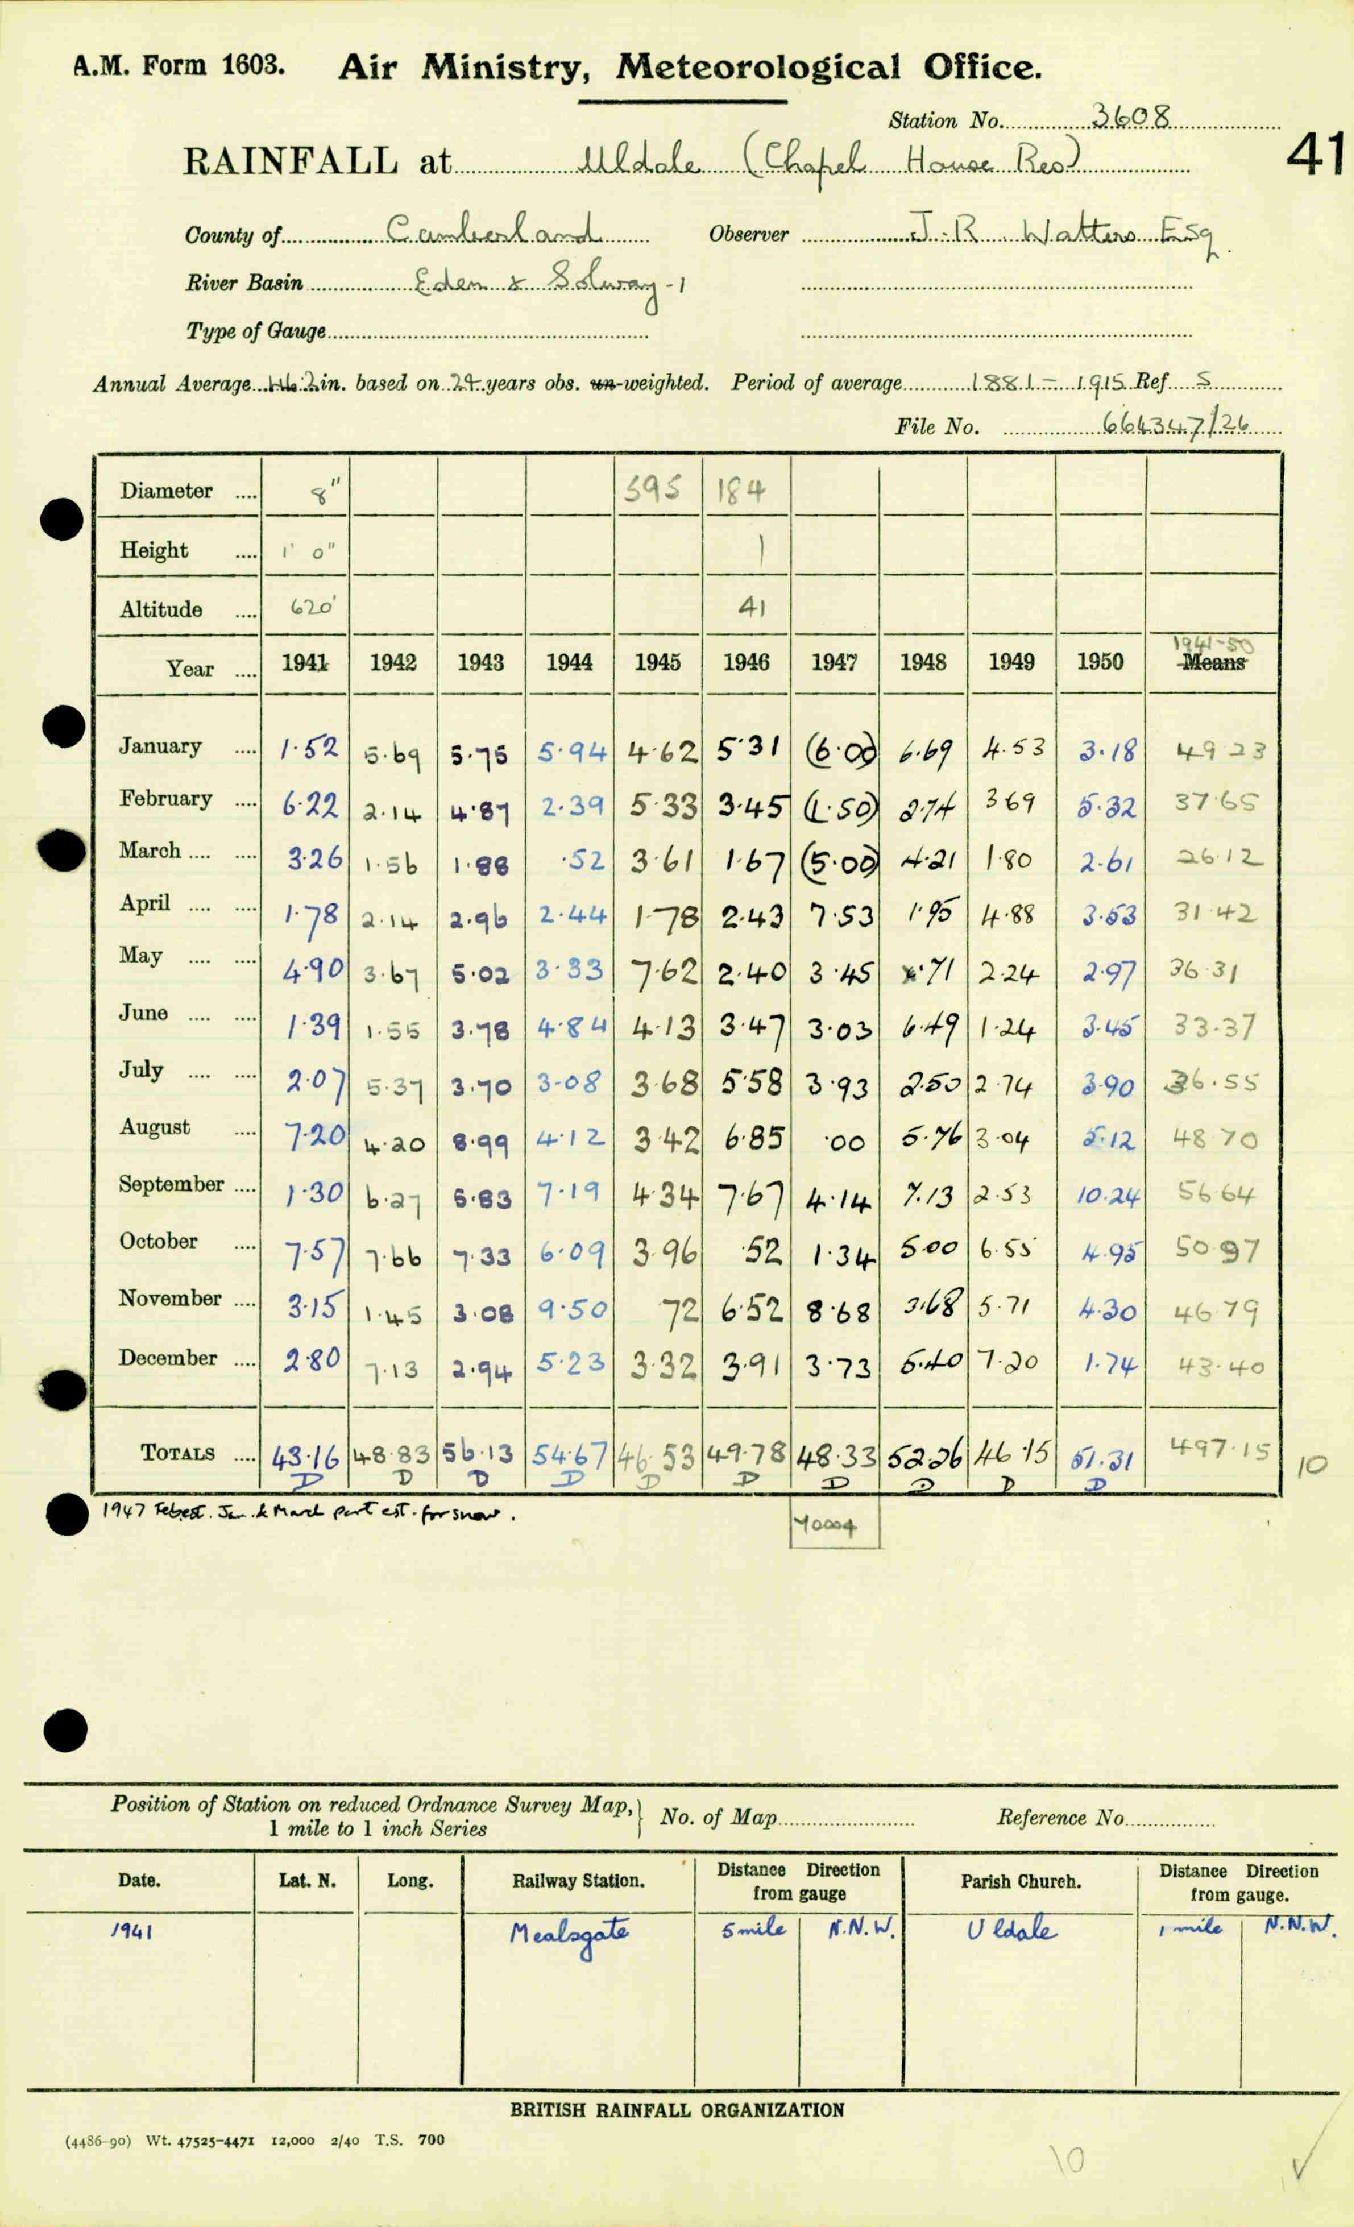 A.M. Form 1603. Air Ministry, Meteorological Office.
Station No. 3608
RAINFALL at Uldale (Chapel House Res) 41
County of Cumberland Observer J. R. Watters Esq
River Basin Eden & Solway - 1
Type of Gauge
Annual Average 46.2 in. based on 24 years obs. un-weighted. Period of average 1881 - 1915 Ref S
File No. 664347/26
Diameter .... 8" 595 184
Height .... 1' 0" 1
Altitude .... 620' 41
1941-50
Year .... 1941 1942 1943 1944 1945 1946 1947 1948 1949 1950 Means
January .... 1.52 5.69 5.75 5.94 4.62 5.31 (6.00) 6.69 4.53 3.18 49 23
February .... 6.22 2.14 4.87 2.39 5.33 3.45 (1.50) 2.74 3 69 5.32 37.65
March .... .... 3.26 1.56 1.88 .52 3.61 1.67 (5.00) 4.21 1.80 2.61 26.12
April .... .... 1.78 2.14 2.96 2.44 1.78 2.43 7.53 1.95 4.88 3.53 31.42
May .... .... 4.90 3.67 5.02 3.33 7.62 2.40 3.45 .71 2.24 2.97 36.31
June .... .... 1.39 1.55 3.78 4.84 4.13 3.47 3.03 6.49 1.24 3.45 33.37
July .... .... 2.07 5.37 3.70 3.08 3.68 5.58 3.93 2.50 2.74 3.90 36.55
August .... 7.20 4.20 8.99 4.12 3.42 6.85 .00 5.76 3.04 5.12 48 70
September .... 1.30 6.27 5.83 7.19 4.34 7.67 4.14 7.13 2.53 10.24 56 64
October .... 7.57 7.66 7.33 6.09 3.96 .52 1.34 5.00 6.55 4.95 50.97
November .... 3.15 1.45 3.08 9.50 72 6.52 8.68 3.68 5.71 4.30 46 79
December .... 2.80 7.13 2.94 5.23 3.32 3.91 3.73 5.40 7.20 1.74 43.40
TOTALS .... 43.16 48.83 56.13 54.67 46.53 49.78 48.33 52.26 46.15 51.31 497.15 10
D D D D D D D D D D
1947 Feb est. Jan. & March part est. for snow.
Y0004
Position of Station on reduced Ordnance Survey Map, 1 mile to 1 inch Series } No. of Map Reference No.
Date. Lat. N. Long. Railway Station. Distance Direction from gauge Parish Church. Distance Direction from gauge.
1941 Mealsgate 5 mile N.N.W. Uldale 1 mile N.N.W.
BRITISH RAINFALL ORGANIZATION
(4486-90) Wt. 47525-4471 12,000 2/40 T.S. 700
10